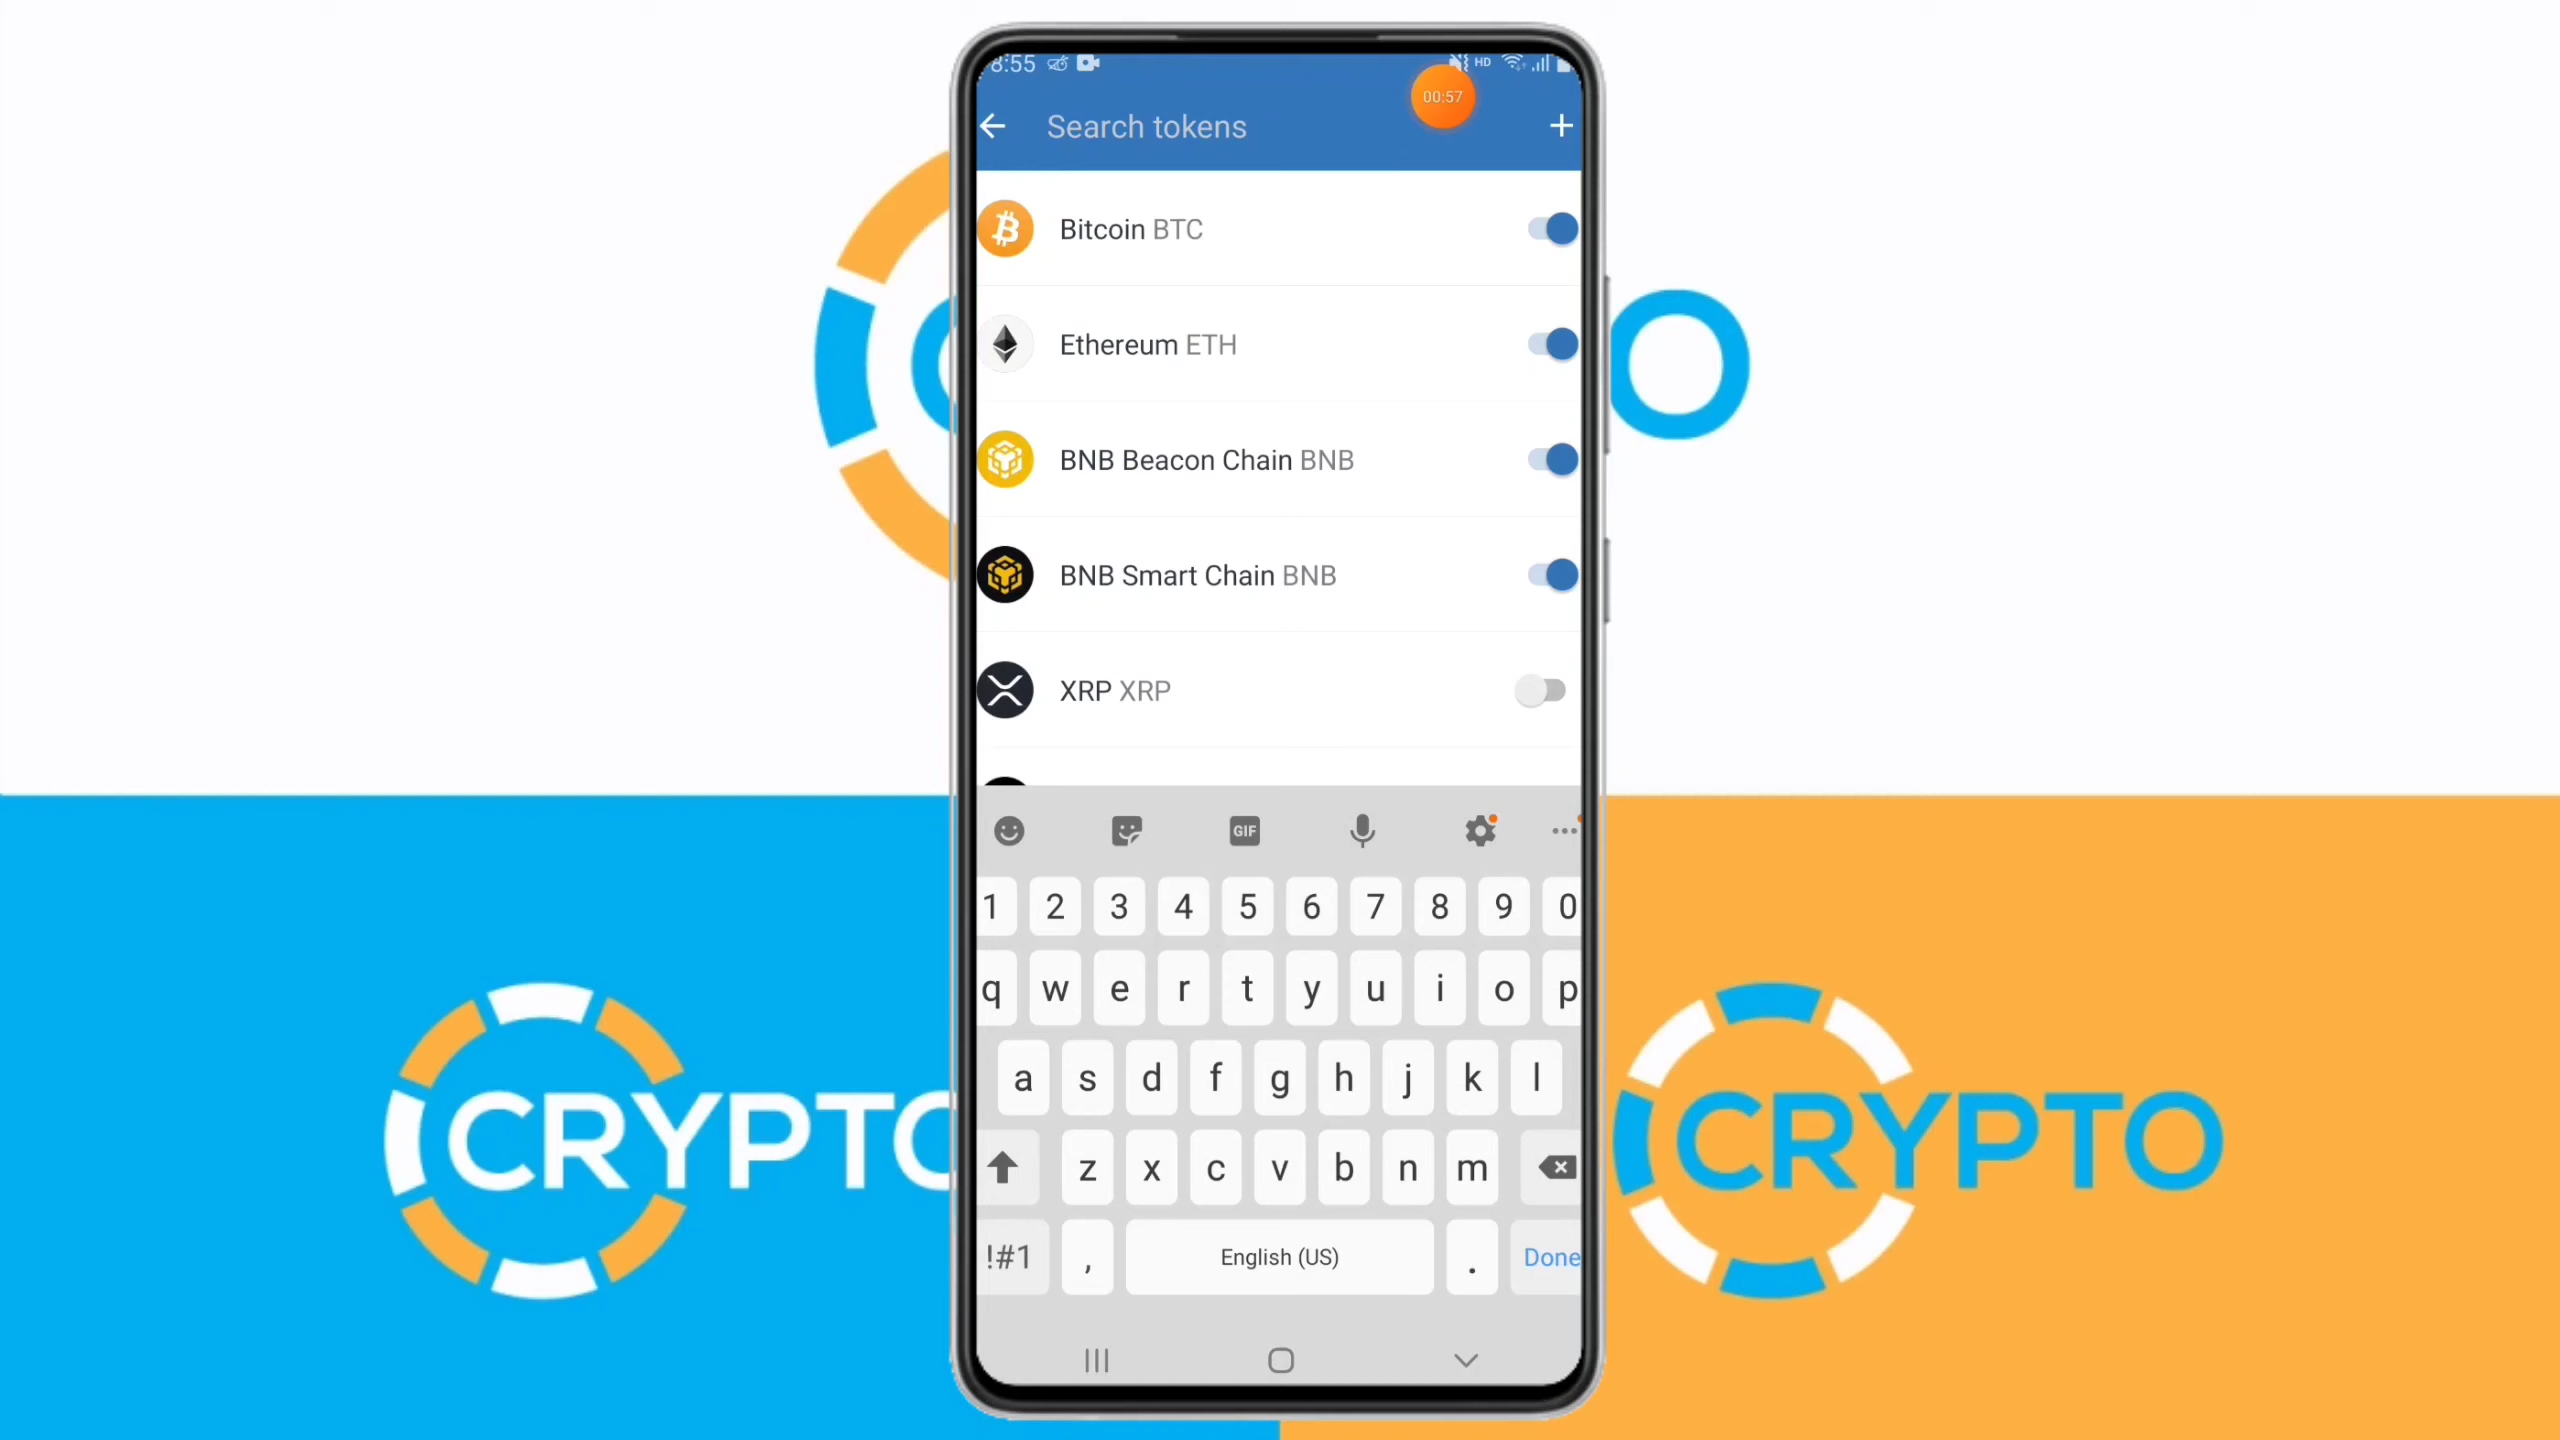 8:55
HD
00:57
Search tokens
Bitcoin BTC
Ethereum ETH
BNB Beacon Chain BNB
BNB Smart Chain BNB
XRP XRP
GIF
1 2 3 4 5 6 7 8 9 0
q w e r t y u i o p
a s d f g h j k l
z x c v b n m
!#1 , English (US) . Done
CRYPTO
CRYPTO